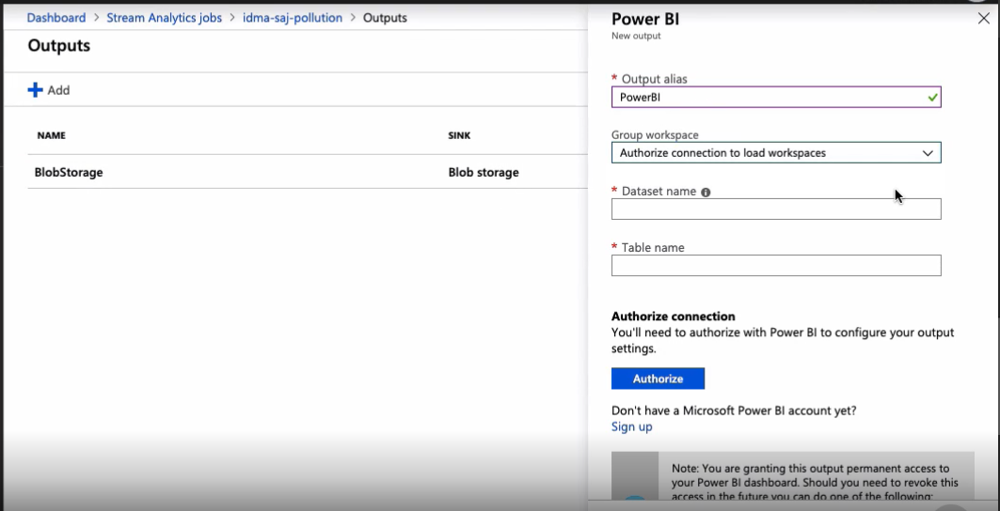 Dashboard > Stream Analytics jobs > idma-saj-pollution > Outputs
Outputs
Add
NAME SINK
BlobStorage Blob storage
Power BI
New output
* Output alias
PowerBI
Group workspace
Authorize connection to load workspaces
* Dataset name
* Table name
Authorize connection
You'll need to authorize with Power BI to configure your output
settings.
Authorize
Don't have a Microsoft Power BI account yet?
Sign up
Note: You are granting this output permanent access to
your Power BI dashboard. Should you need to revoke this
access in the future you can do one of the following: